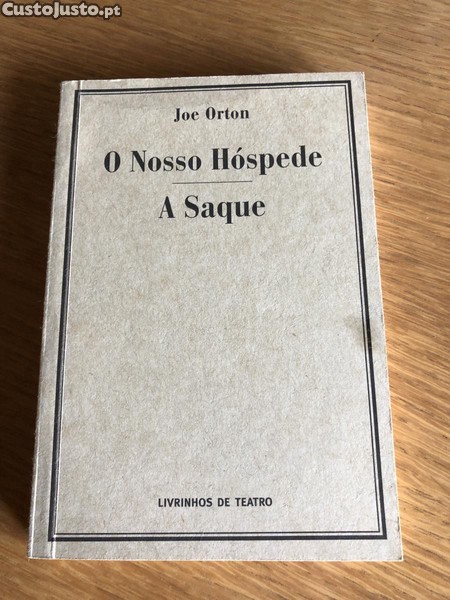 CustoJusto.pt
Joe Orton
O Nosso Hóspede
A Saque
LIVRINHOS DE TEATRO